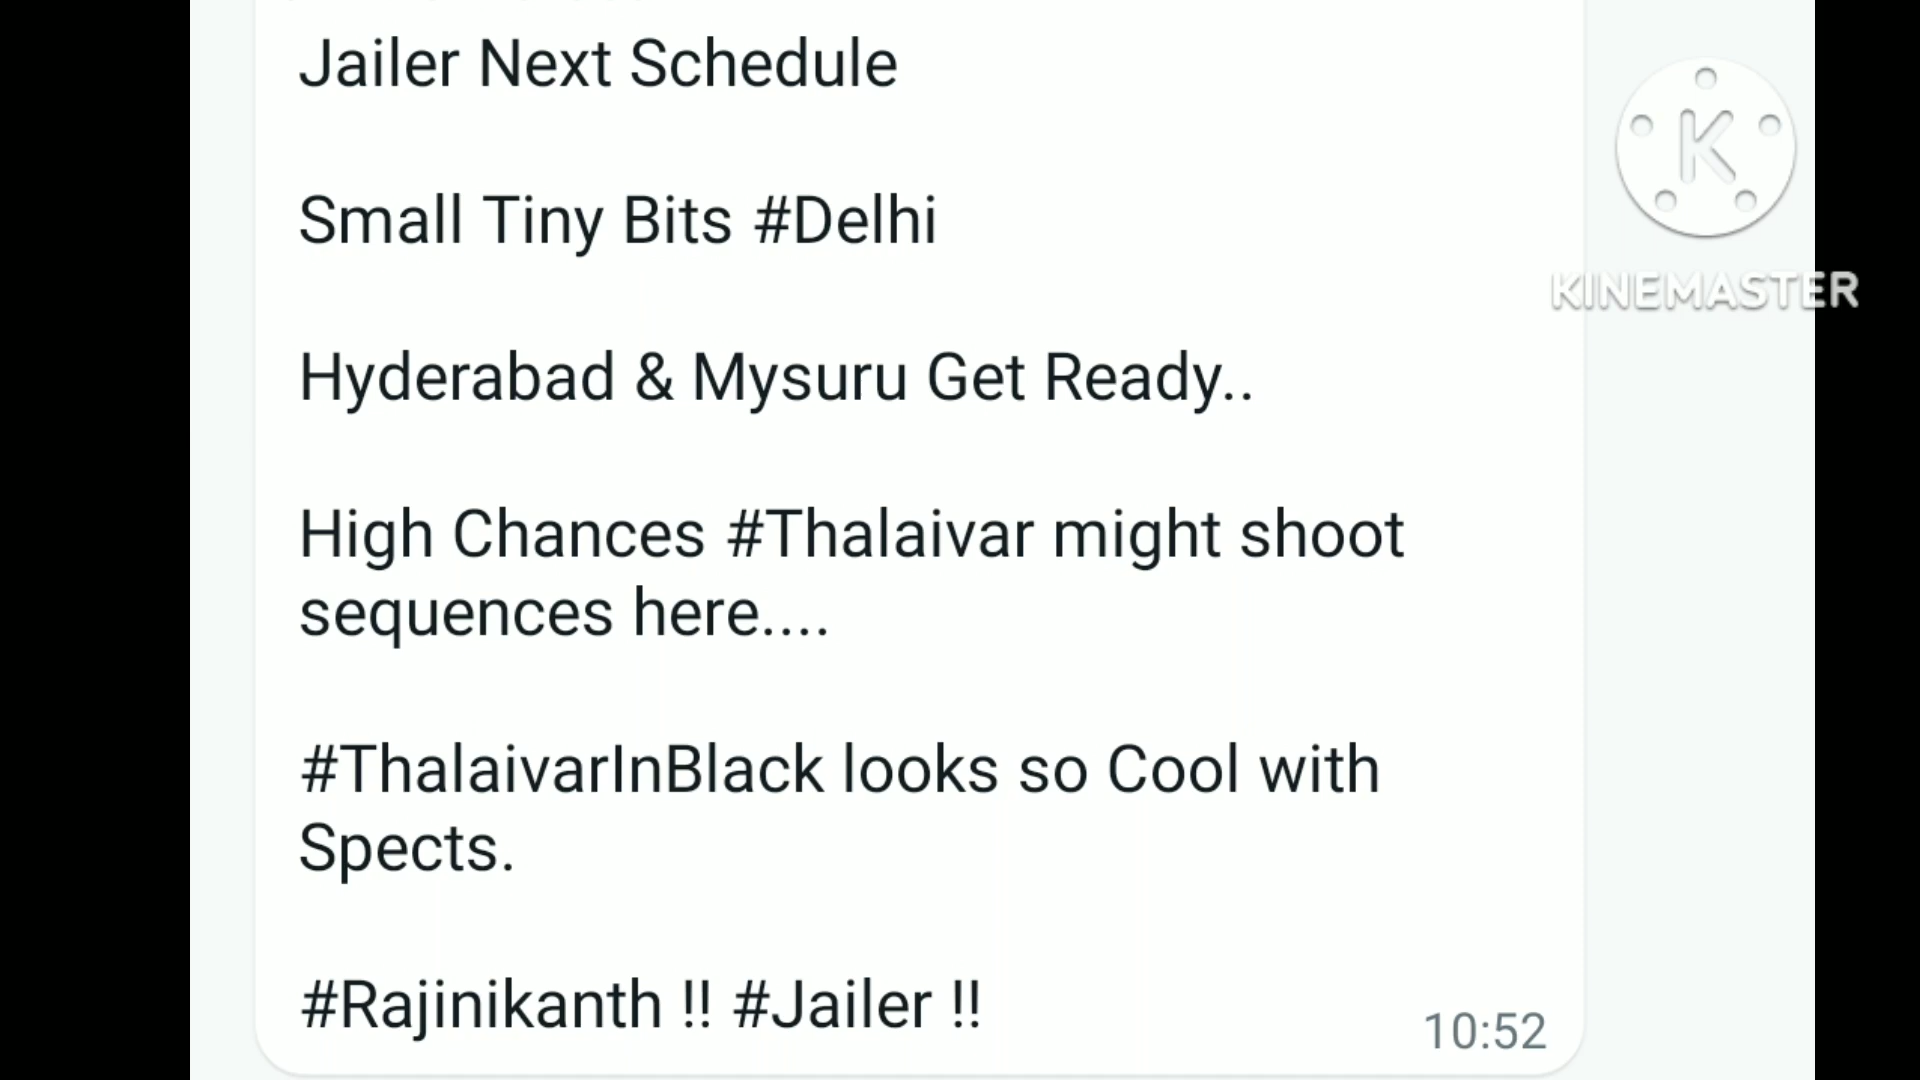 Jailer Next Schedule
Small Tiny Bits #Delhi
Hyderabad & Mysuru Get Ready..
High Chances #Thalaivar might shoot
sequences here....
#ThalaivarInBlack looks so Cool with
Spects.
#Rajinikanth !! #Jailer !!
10:52
K
KINEMASTER